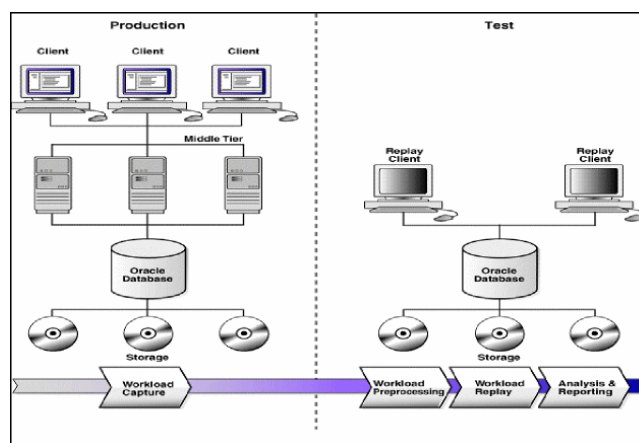 Production
Test
Client
Client
Client
Middle Tier
Replay
Client
Replay
Client
Oracle
Database
Oracle
Database
Storage
Storage
Workload
Capture
Workload
Preprocessing
Workload
Replay
Analysis &
Reporting